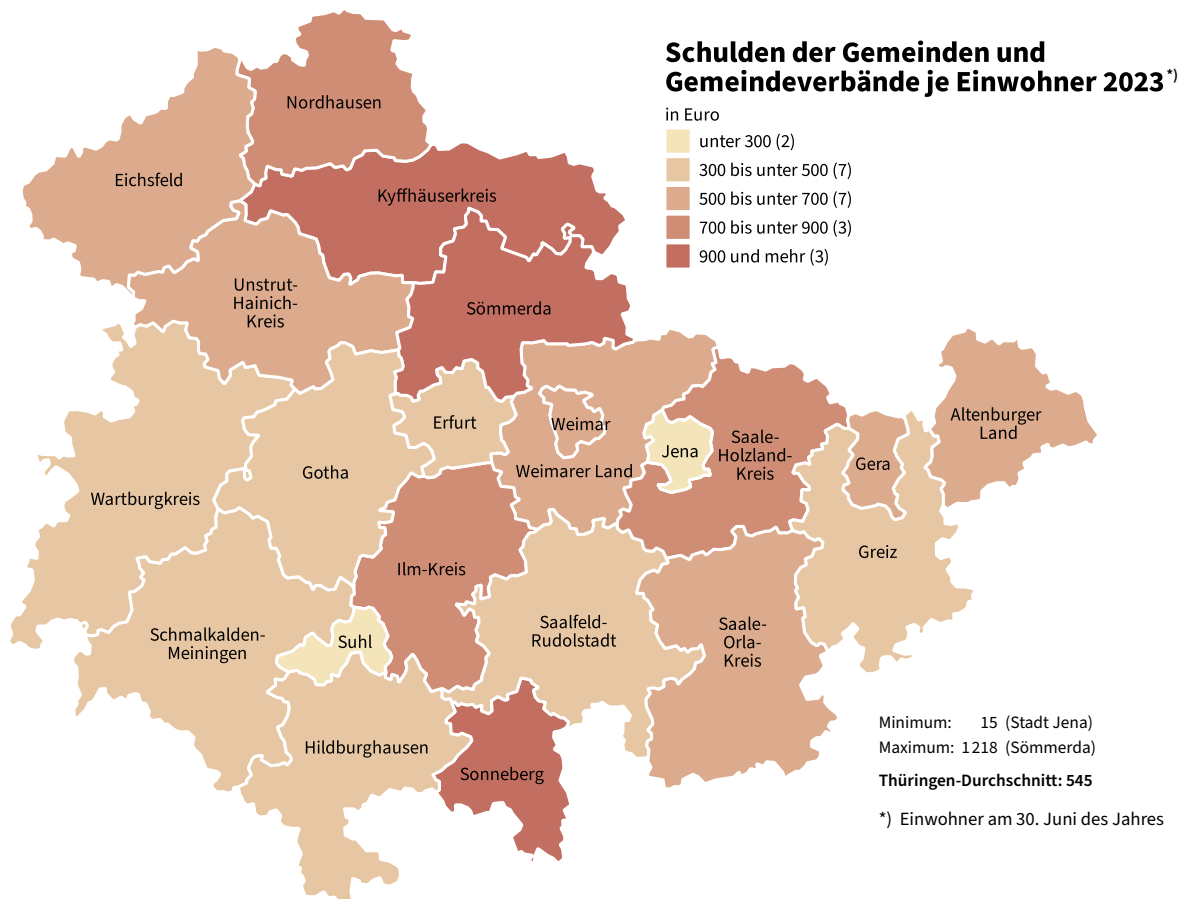 Schulden der Gemeinden und
Gemeindeverbände je Einwohner 2023*)
in Euro
unter 300 (2)
300 bis unter 500 (7)
500 bis unter 700 (7)
700 bis unter 900 (3)
900 und mehr (3)
Nordhausen
Eichsfeld
Kyffhäuserkreis
Unstrut-
Hainich-
Kreis
Sömmerda
Erfurt
Weimar
Weimarer Land
Jena
Saale-
Holzland-
Kreis
Gera
Altenburger
Land
Gotha
Wartburgkreis
Greiz
Ilm-Kreis
Schmalkalden-
Meiningen
Suhl
Saalfeld-
Rudolstadt
Saale-
Orla-
Kreis
Hildburghausen
Sonneberg
Minimum: 15 (Stadt Jena)
Maximum: 1218 (Sömmerda)
Thüringen-Durchschnitt: 545
*) Einwohner am 30. Juni des Jahres